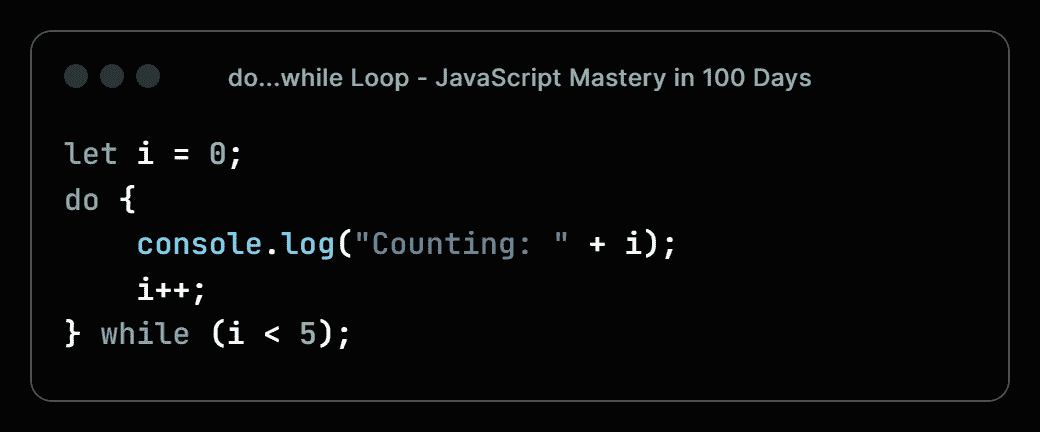 do...while Loop - JavaScript Mastery in 100 Days
let i = 0;
do {
    console.log("Counting: " + i);
    i++;
} while (i < 5);